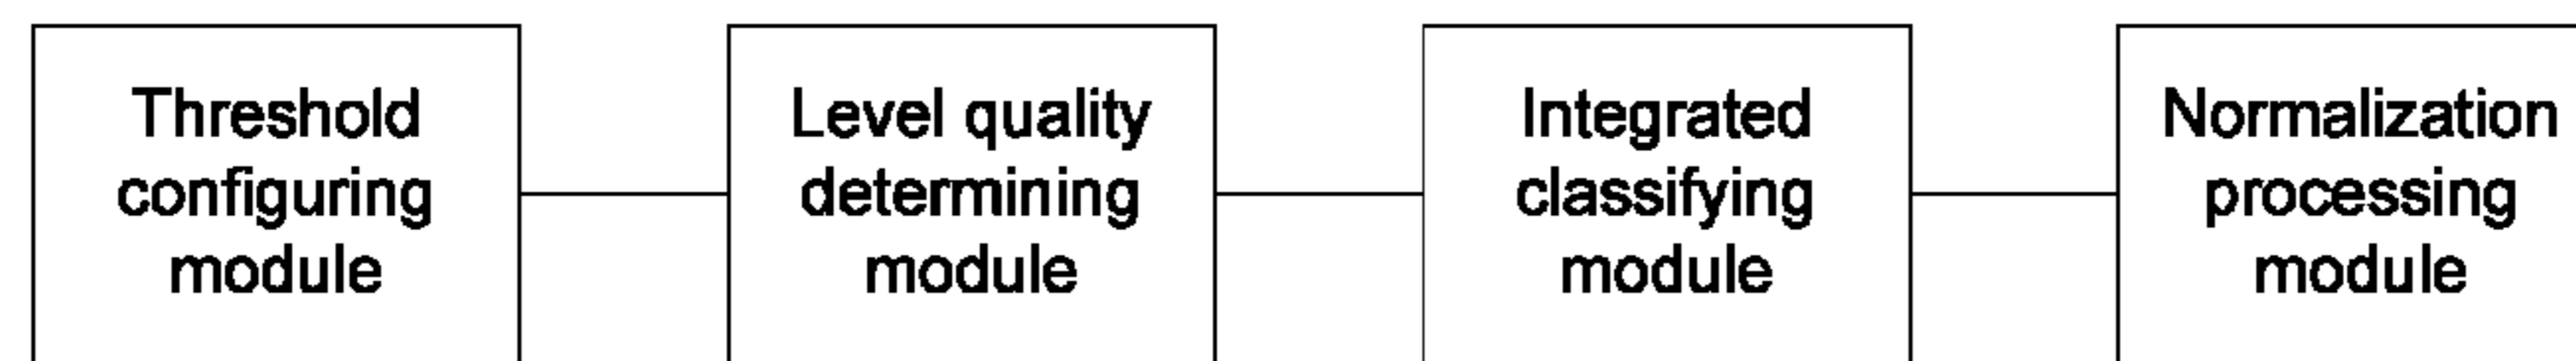 Threshold
configuring
module
Level quality
determining
module
Integrated
classifying
module
Normalization
processing
module